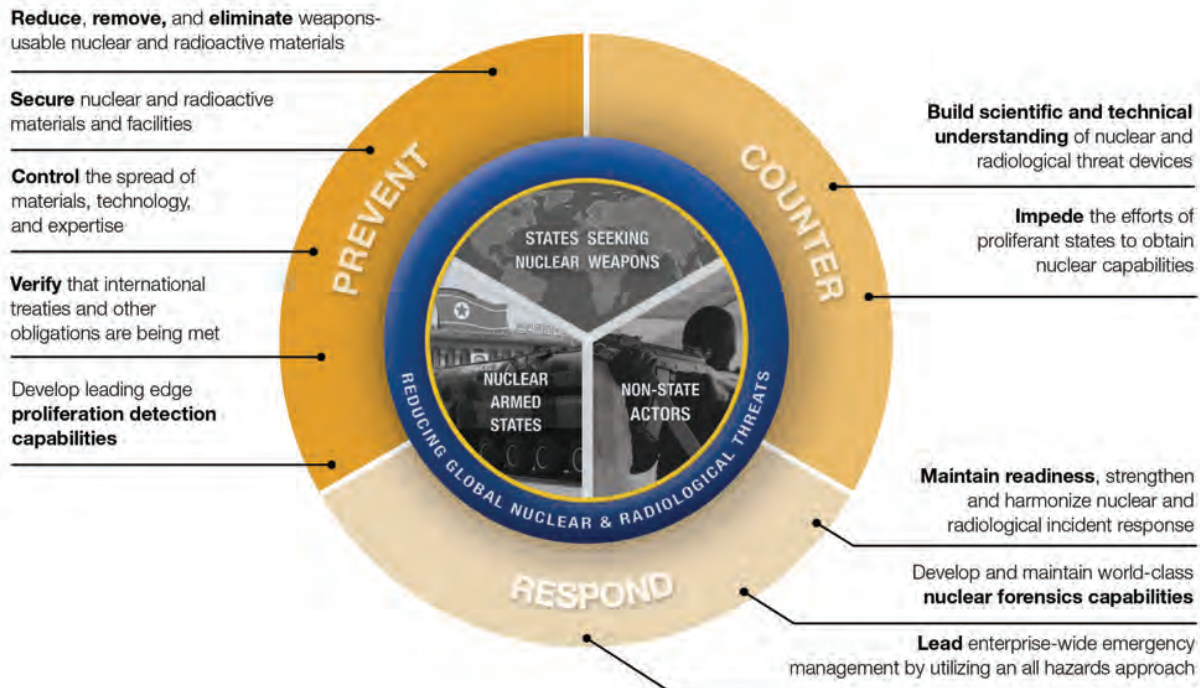 Reduce, remove, and eliminate weapons-
usable nuclear and radioactive materials
Secure nuclear and radioactive
materials and facilities
Control the spread of
materials, technology,
and expertise
Verify that international
treaties and other
obligations are being met
Develop leading edge
proliferation detection
capabilities
PREVENT
COUNTER
RESPOND
STATES SEEKING
NUCLEAR WEAPONS
NUCLEAR
ARMED
STATES
NON-STATE
ACTORS
REDUCING GLOBAL NUCLEAR & RADIOLOGICAL THREATS
Build scientific and technical
understanding of nuclear and
radiological threat devices
Impede the efforts of
proliferant states to obtain
nuclear capabilities
Maintain readiness, strengthen
and harmonize nuclear and
radiological incident response
Develop and maintain world-class
nuclear forensics capabilities
Lead enterprise-wide emergency
management by utilizing an all hazards approach